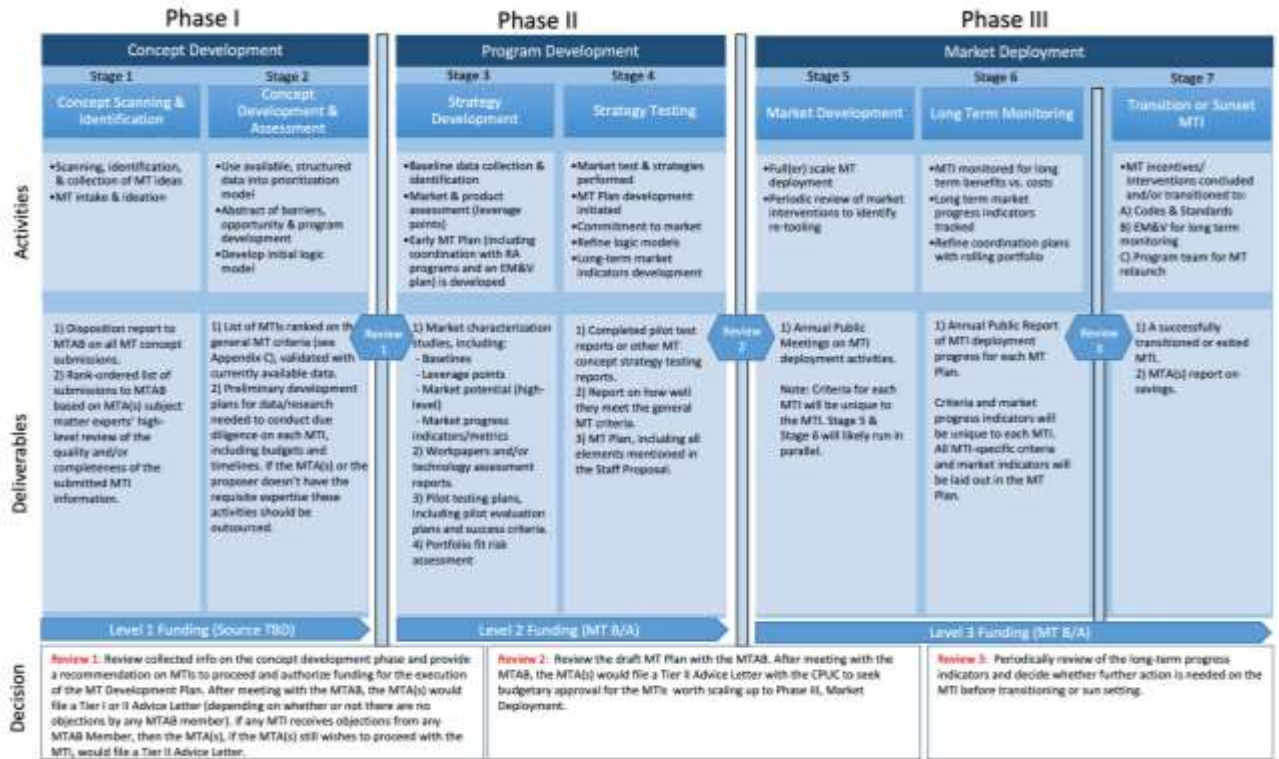 Phase I
Phase II
Phase III
Concept Development
Program Development
Market Deployment
Stage 1
Stage 2
Stage 3
Stage 4
Stage 5
Stage 6
Stage 7
Concept Scanning &
Identification
Concept
Development &
Assessment
Strategy
Development
Strategy Testing
Market Development
Long Term Monitoring
Transition or Sunset
MTI
Activities
•Scanning, identification,
& collection of MT ideas
•MT intake & ideation
•Use available, structured
data into prioritization
model
•Abstract of barriers,
opportunity & program
development
•Develop initial logic
model
•Baseline data collection &
identification
•Market & product
assessment (leverage
points)
•Early MT Plan (including
coordination with RA
programs and an EM&V
plan) is developed
•Market test & strategies
performed
•MT Plan development
initiated
•Commitment to market
•Refine logic models
•Long-term market
indicators development
•Full(er) scale MT
deployment
•Periodic review of market
interventions to identify
re-tooling
•MTI monitored for long
term benefits vs. costs
•Long term market
progress indicators
tracked
•Refine coordination plans
with rolling portfolio
•MT incentives/
interventions concluded
and/or transitioned to:
A) Codes & Standards
B) EM&V for long term
monitoring
C) Program team for MT
relaunch
Deliverables
1) Disposition report to
MTAB on all MT concept
submissions.
2) Rank-ordered list of
submissions to MTAB
based on MTA(s) subject
matter experts' high-
level review of the
quality and/or
completeness of the
submitted MTI
information.
1) List of MTIs ranked on the
general MT criteria (see
Appendix C), validated with
currently available data.
2) Preliminary development
plans for data/research
needed to conduct due
diligence on each MTI,
including budgets and
timelines. If the MTA(s) or the
proposer doesn't have the
requisite expertise these
activities should be
outsourced.
Review
1
1) Market characterization
studies, including:
- Baselines
- Leverage points
- Market potential (high-
level)
- Market progress
indicators/metrics
2) Workpapers and/or
technology assessment
reports.
3) Pilot testing plans,
including pilot evaluation
plans and success criteria.
4) Portfolio fit risk
assessment
1) Completed pilot test
reports or other MT
concept strategy testing
reports.
2) Report on how well
they meet the general
MT criteria.
3) MT Plan, including all
elements mentioned in
the Staff Proposal.
Review
2
1) Annual Public
Meetings on MTI
deployment activities.
Note: Criteria for each
MTI will be unique to
the MTI. Stage 5 &
Stage 6 will likely run in
parallel.
1) Annual Public Report
of MTI deployment
progress for each MT
Plan.
Criteria and market
progress indicators will
be unique to each MTI.
All MTI-specific criteria
and market indicators will
be laid out in the MT
Plan.
Review
3
1) A successfully
transitioned or exited
MTI.
2) MTA(s) report on
savings.
Level 1 Funding (Source TBD)
Level 2 Funding (MT B/A)
Level 3 Funding (MT B/A)
Decision
Review 1: Review collected info on the concept development phase and provide
a recommendation on MTIs to proceed and authorize funding for the execution
of the MT Development Plan. After meeting with the MTAB, the MTA(s) would
file a Tier I or II Advice Letter (depending on whether or not there are no
objections by any MTAB member). If any MTI receives objections from any
MTAB Member, then the MTA(s), if the MTA(s) still wishes to proceed with the
MTI, would file a Tier II Advice Letter.
Review 2: Review the draft MT Plan with the MTAB. After meeting with the
MTAB, the MTA(s) would file a Tier II Advice Letter with the CPUC to seek
budgetary approval for the MTIs worth scaling up to Phase III, Market
Deployment.
Review 3: Periodically review of the long-term progress
indicators and decide whether further action is needed on the
MTI before transitioning or sun setting.